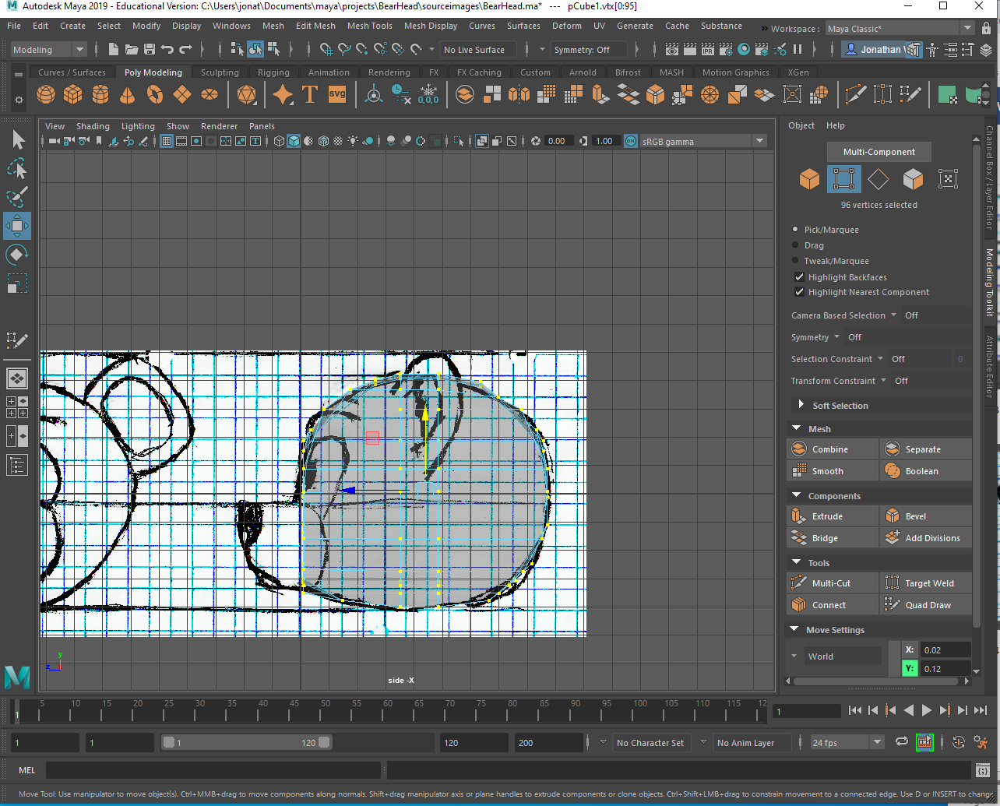 Autodesk Maya 2019 - Educational Version: C:\Users\jonat\Documents\maya\projects\BearHead\sourceimages\BearHead.ma* --- pCube1.vtx[0:95]
File Edit Create Select Modify Display Windows Mesh Edit Mesh Mesh Tools Mesh Display Curves Surfaces Deform UV Generate Cache Substance » Workspace : Maya Classic*
Modeling No Live Surface Symmetry: Off IPR Jonathan
Curves / Surfaces Poly Modeling Sculpting Rigging Animation Rendering FX FX Caching Custom Arnold Bifrost MASH Motion Graphics XGen
T svg 0,0,0
View Shading Lighting Show Renderer Panels
0.00 1.00 ON sRGB gamma
Object Help
Multi-Component
96 vertices selected
Pick/Marquee
Drag
Tweak/Marquee
Highlight Backfaces
Highlight Nearest Component
Camera Based Selection Off
Symmetry Off
Selection Constraint Off 0
Transform Constraint Off
Soft Selection
Mesh
Combine Separate
Smooth Boolean
Components
Extrude Bevel
Bridge Add Divisions
Tools
Multi-Cut Target Weld
Connect Quad Draw
Move Settings
World X: 0.02
Y: 0.12
Channel Box / Layer Editor
Modeling Toolkit
Attribute Editor
y
z
side -X
M
5 10 15 20 25 30 35 40 45 50 55 60 65 70 75 80 85 90 95 100 105 110 115 12
1 1
1 1 1 120 120 200 No Character Set No Anim Layer 24 fps
MEL
Move Tool: Use manipulator to move object(s). Ctrl+MMB+drag to move components along normals. Shift+drag manipulator axis or plane handles to extrude components or clone objects. Ctrl+Shift+LMB+drag to constrain movement to a connected edge. Use D or INSERT to change